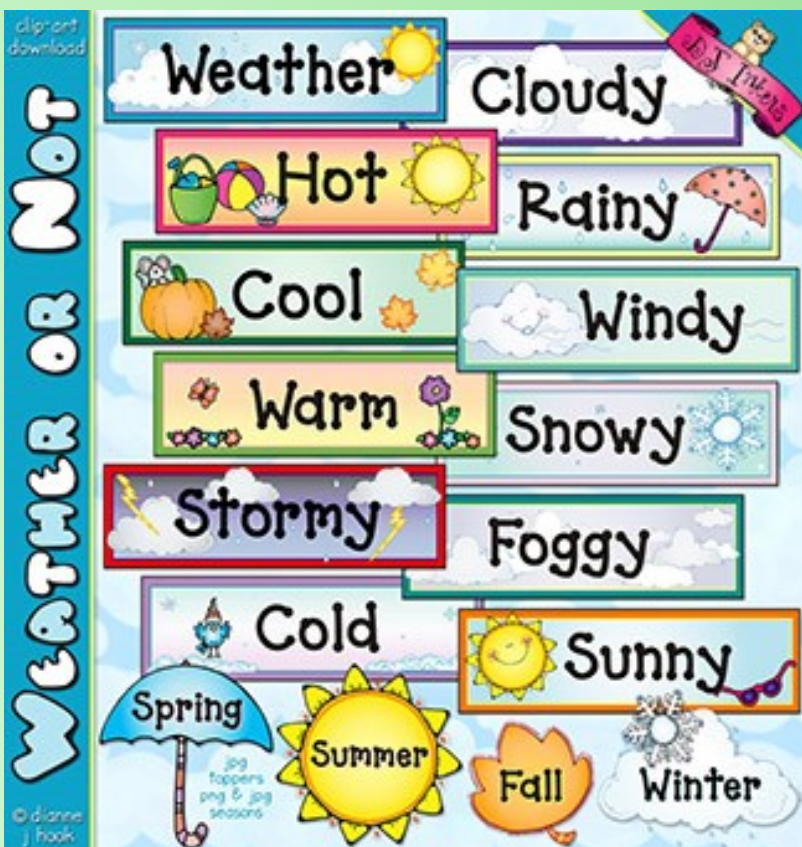 clip-art
download
WEATHER OR NOT
© dianne
j hook
DJ Inkers
Weather
Cloudy
Hot
Rainy
Cool
Windy
Warm
Snowy
Stormy
Foggy
Cold
Sunny
Spring
Summer
Fall
Winter
jpg
toppers
png & jpg
seasons